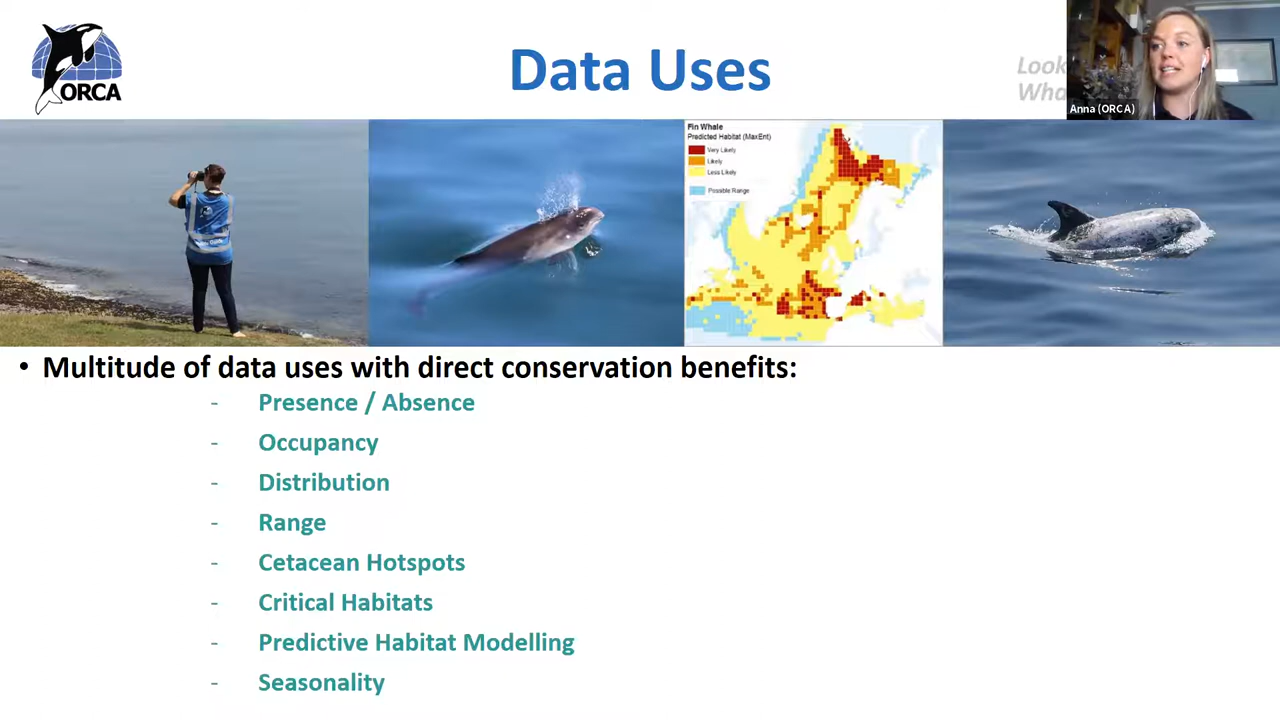 ORCA
Data Uses
Look
Wha
Anna (ORCA)
Fin Whale
Predicted Habitat (MaxEnt)
Very Likely
Likely
Less Likely
Possible Range
• Multitude of data uses with direct conservation benefits:
- Presence / Absence
- Occupancy
- Distribution
- Range
- Cetacean Hotspots
- Critical Habitats
- Predictive Habitat Modelling
- Seasonality